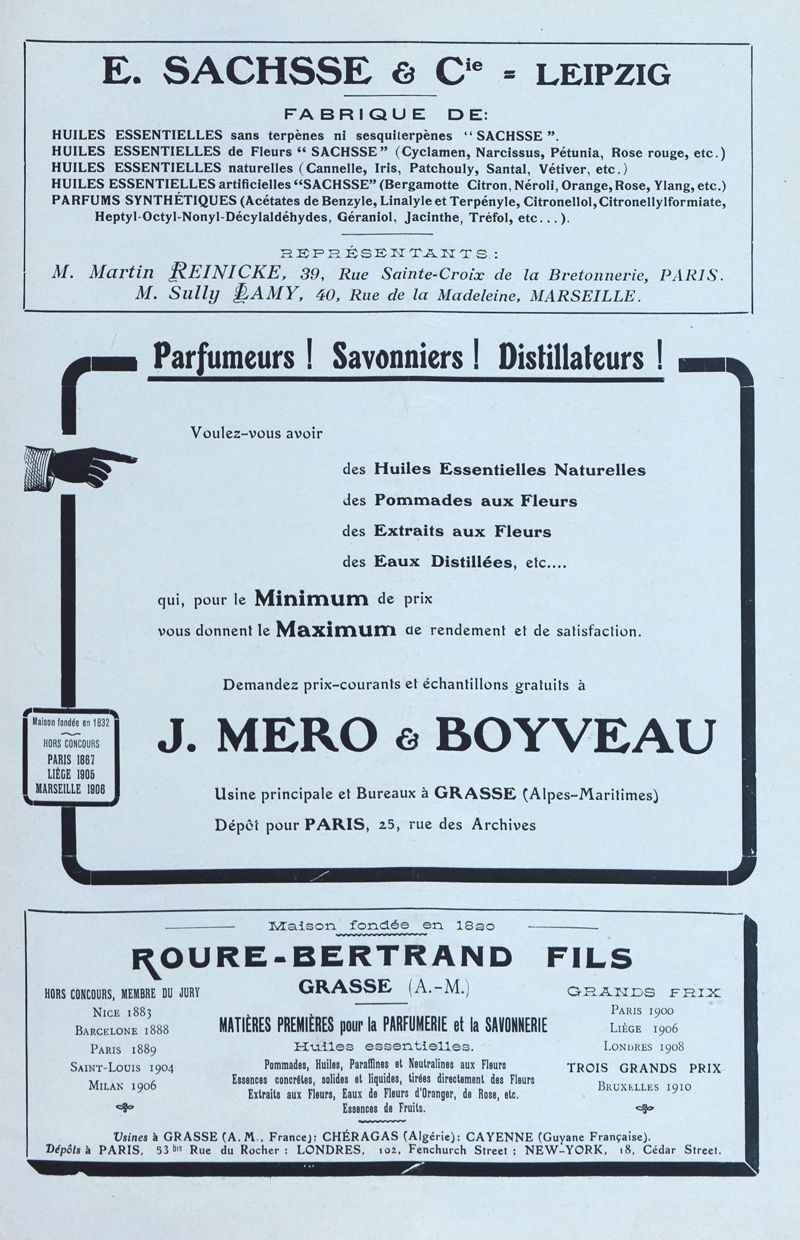 E. SACHSSE & Cie = LEIPZIG
FABRIQUE DE:
HUILES ESSENTIELLES sans terpènes ni sesquiterpènes "SACHSSE".
HUILES ESSENTIELLES de Fleurs "SACHSSE" (Cyclamen, Narcissus, Pétunia, Rose rouge, etc.)
HUILES ESSENTIELLES naturelles (Cannelle, Iris, Patchouly, Santal, Vétiver, etc.)
HUILES ESSENTIELLES artificielles "SACHSSE" (Bergamotte Citron, Néroli, Orange, Rose, Ylang, etc.)
PARFUMS SYNTHÉTIQUES (Acétates de Benzyle, Linalyle et Terpényle, Citronellol, Citronellylformiate,
Heptyl-Octyl-Nonyl-Décylaldéhydes, Géraniol, Jacinthe, Tréfol, etc...).
REPRÉSENTANTS:
M. Martin REINICKE, 39, Rue Sainte-Croix de la Bretonnerie, PARIS.
M. Sully LAMY, 40, Rue de la Madeleine, MARSEILLE.
Parfumeurs ! Savonniers ! Distillateurs !
Voulez-vous avoir
des Huiles Essentielles Naturelles
des Pommades aux Fleurs
des Extraits aux Fleurs
des Eaux Distillées, etc....
qui, pour le Minimum de prix
vous donnent le Maximum de rendement et de satisfaction.
Demandez prix-courants et échantillons gratuits à
J. MERO & BOYVEAU
Maison fondée en 1832
HORS CONCOURS
PARIS 1867
LIÈGE 1905
MARSEILLE 1906
Usine principale et Bureaux à GRASSE (Alpes-Maritimes)
Dépôt pour PARIS, 25, rue des Archives
Maison fondée en 1820
ROURE-BERTRAND FILS
GRASSE (A.-M.)
HORS CONCOURS, MEMBRE DU JURY
NICE 1883
BARCELONE 1888
PARIS 1889
SAINT-LOUIS 1904
MILAN 1906
MATIÈRES PREMIÈRES pour la PARFUMERIE et la SAVONNERIE
Huiles essentielles.
Pommades, Huiles, Paraffines et Neutralines aux Fleurs
Essences concrètes, solides et liquides, tirées directement des Fleurs
Extraits aux Fleurs, Eaux de Fleurs d'Oranger, de Rose, etc.
Essences de Fruits.
GRANDS PRIX
PARIS 1900
LIÈGE 1906
LONDRES 1908
TROIS GRANDS PRIX
BRUXELLES 1910
Usines à GRASSE (A. M., France); CHÉRAGAS (Algérie); CAYENNE (Guyane Française).
Dépôts à PARIS, 53 bis Rue du Rocher : LONDRES, 102, Fenchurch Street ; NEW-YORK, 18, Cédar Street.